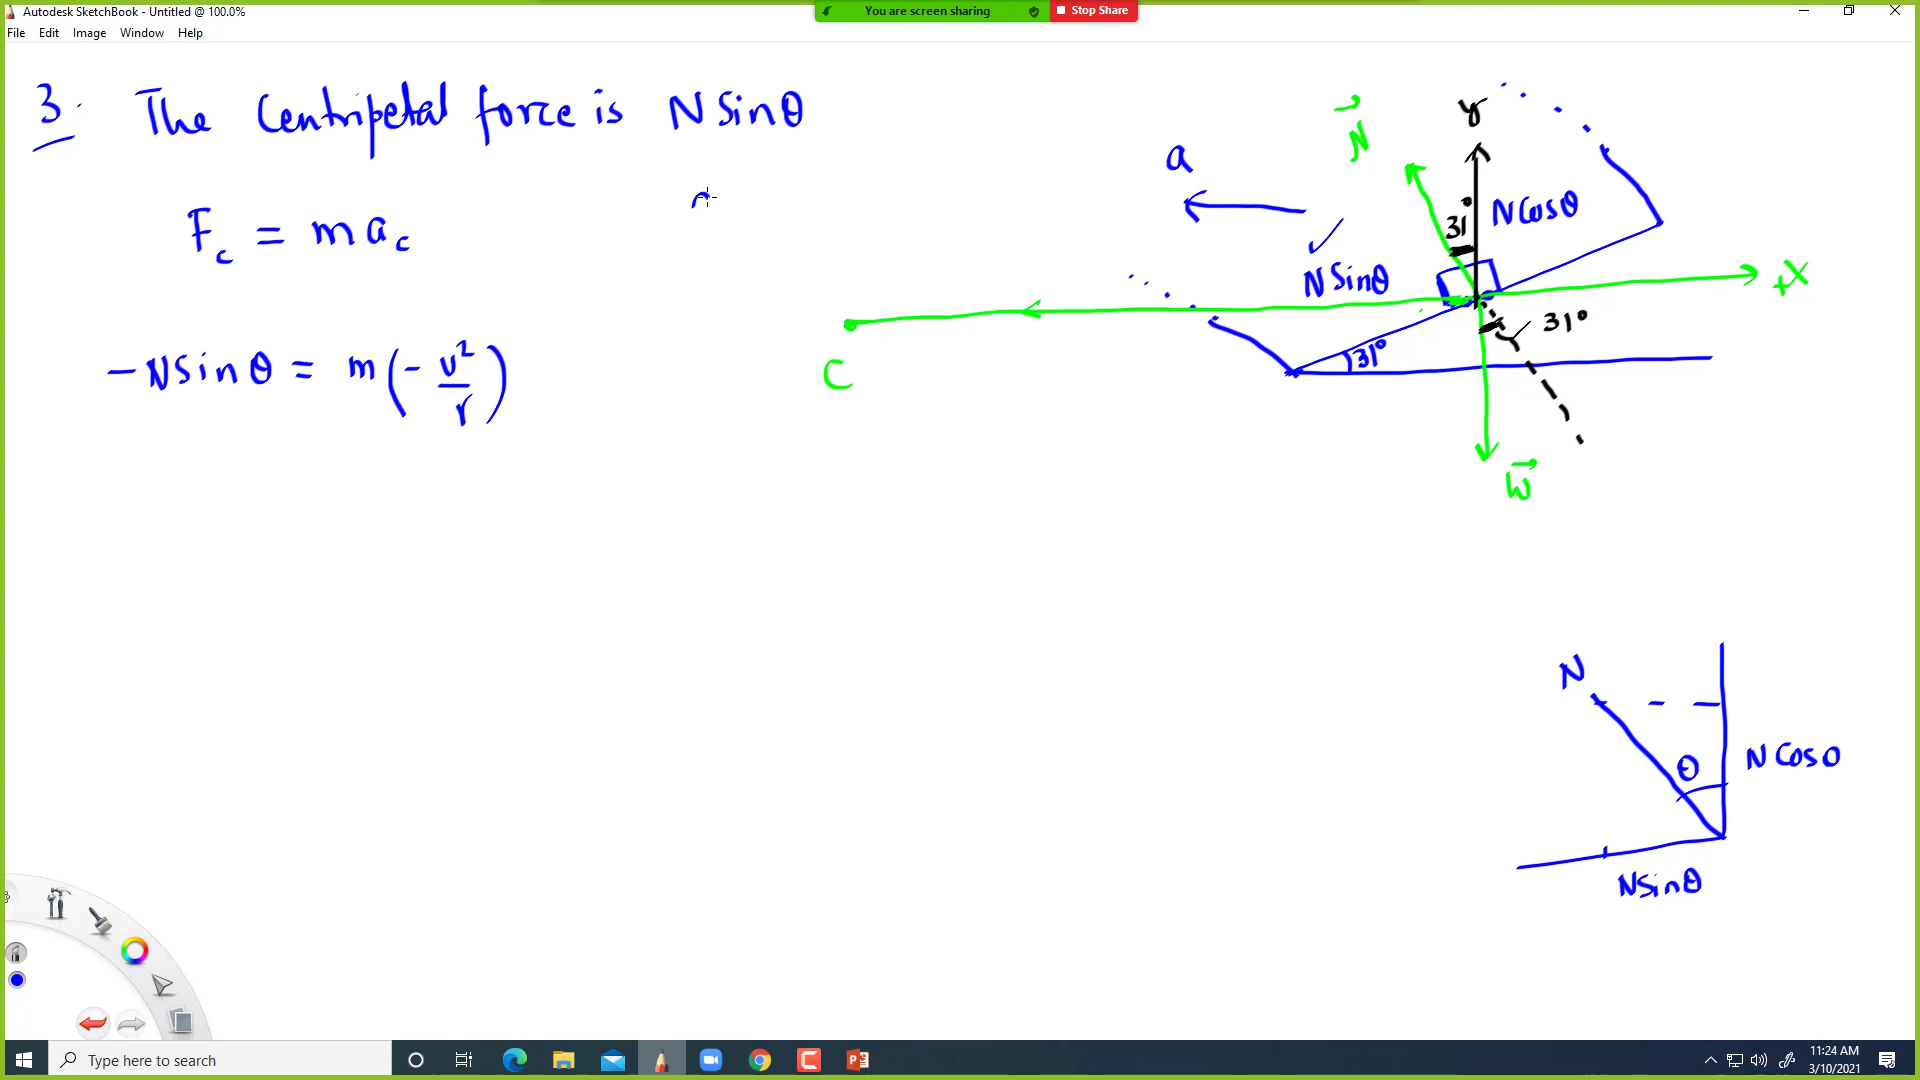 Autodesk SketchBook - Untitled @ 100.0%
You are screen sharing
Stop Share
File Edit Image Window Help
3. The Centripetal force is N Sinθ
F_c = m a_c
-N sin θ = m (- v²/r)
a
N⃗
y
31°
N Cosθ
N Sinθ
+X
31°
31°
C
W⃗
N
θ
N Cosθ
N Sinθ
Type here to search
11:24 AM
3/10/2021